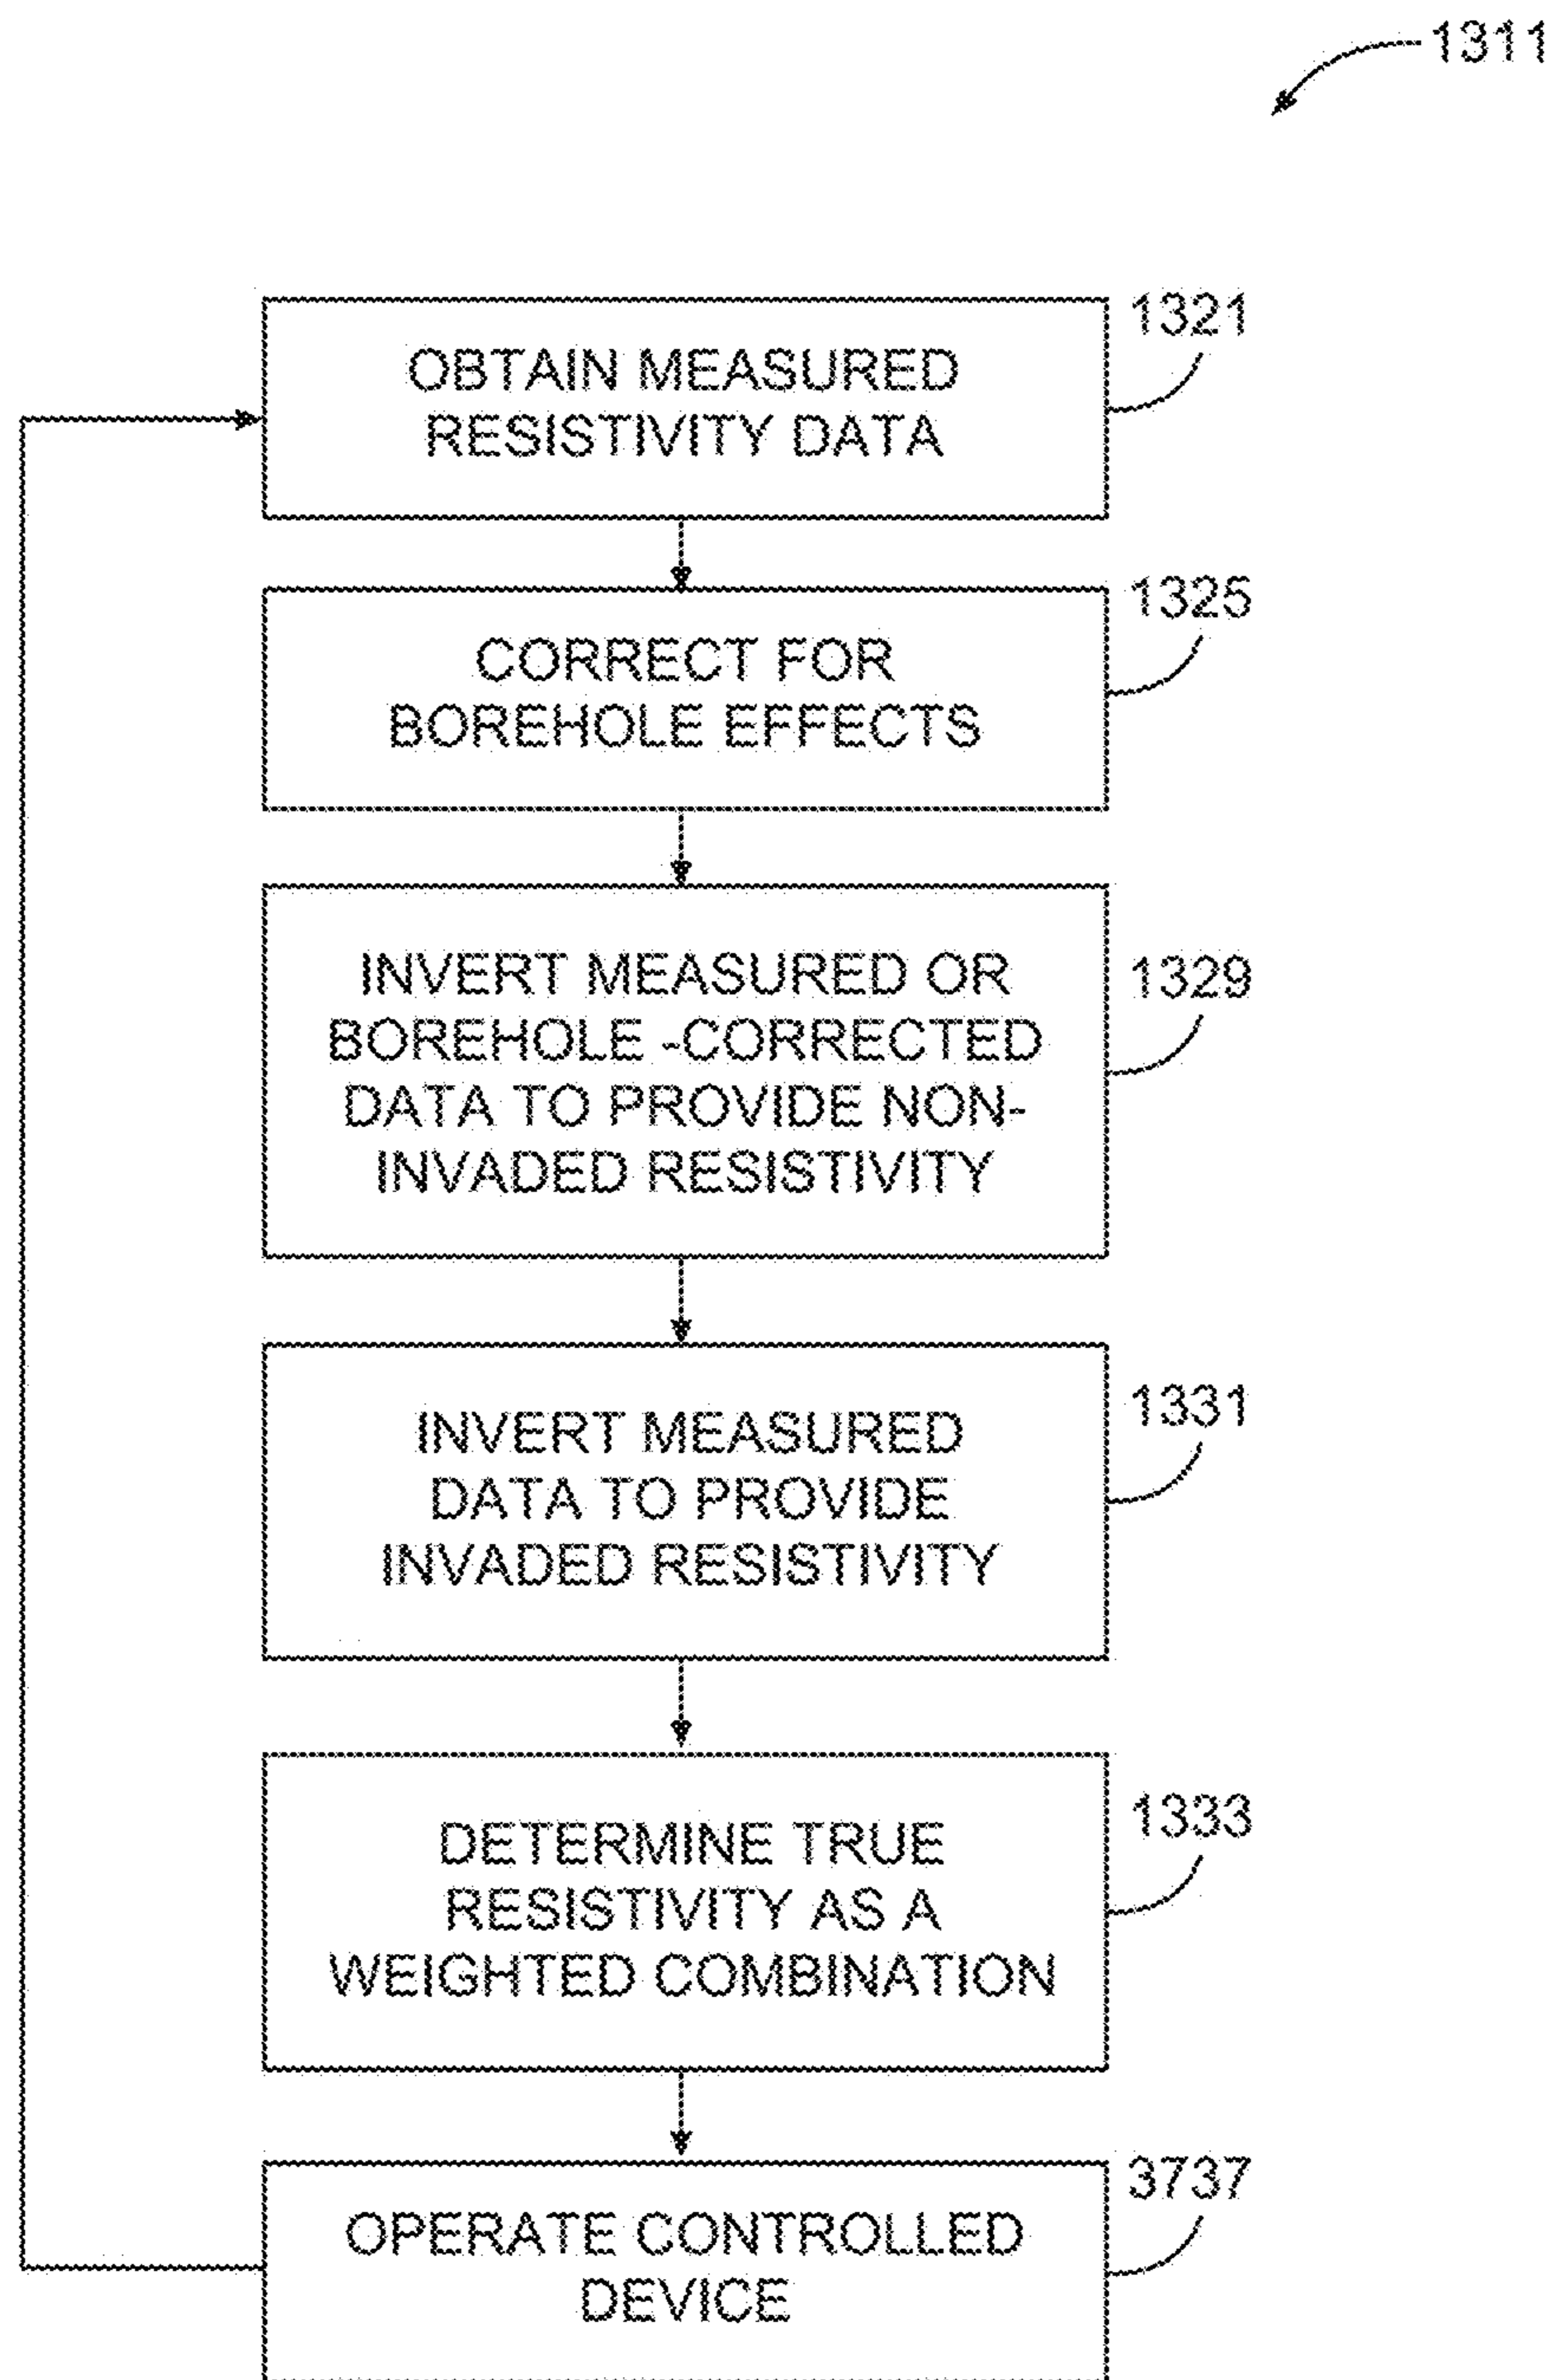 1311
1321
OBTAIN MEASURED
RESISTIVITY DATA
1325
CORRECT FOR
BOREHOLE EFFECTS
INVERT MEASURED OR
1329
BOREHOLE -CORRECTED
DATA TO PROVIDE NON-
INVADED RESISTIVITY
1331
INVERT MEASURED
DATA TO PROVIDE
INVADED RESISTIVITY
1333
DETERMINE TRUE
RESISTIVITY AS A
WEIGHTED COMBINATION
3737
OPERATE CONTROLLED
DEVICE